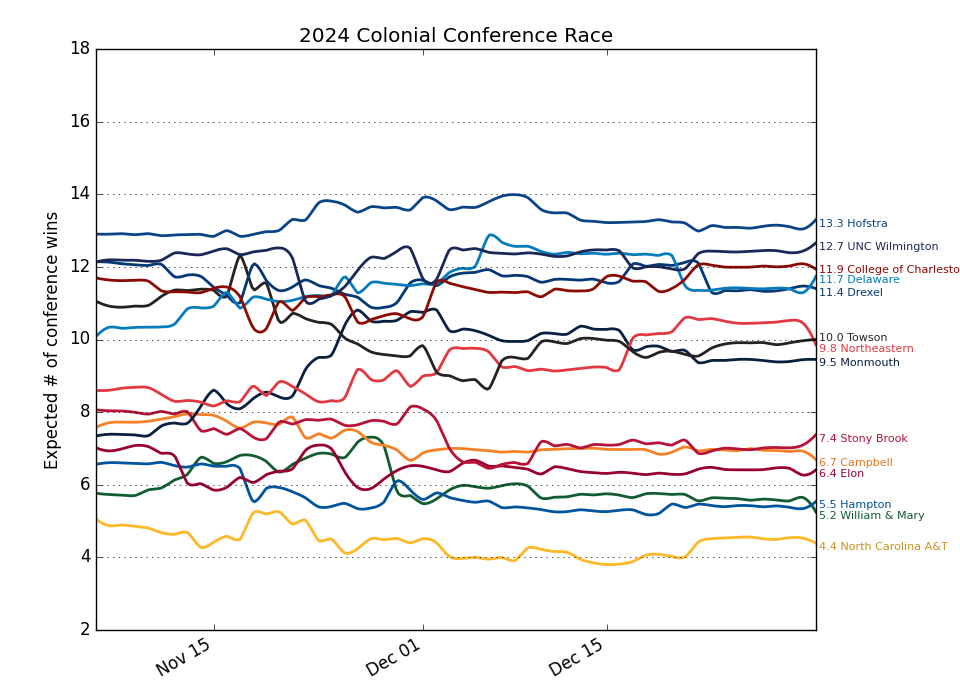 2024 Colonial Conference Race
Expected # of conference wins
18
16
14
12
10
8
6
4
2
Nov 15
Dec 01
Dec 15
13.3 Hofstra
12.7 UNC Wilmington
11.9 College of Charlesto
11.7 Delaware
11.4 Drexel
10.0 Towson
9.8 Northeastern
9.5 Monmouth
7.4 Stony Brook
6.7 Campbell
6.4 Elon
5.5 Hampton
5.2 William & Mary
4.4 North Carolina A&T